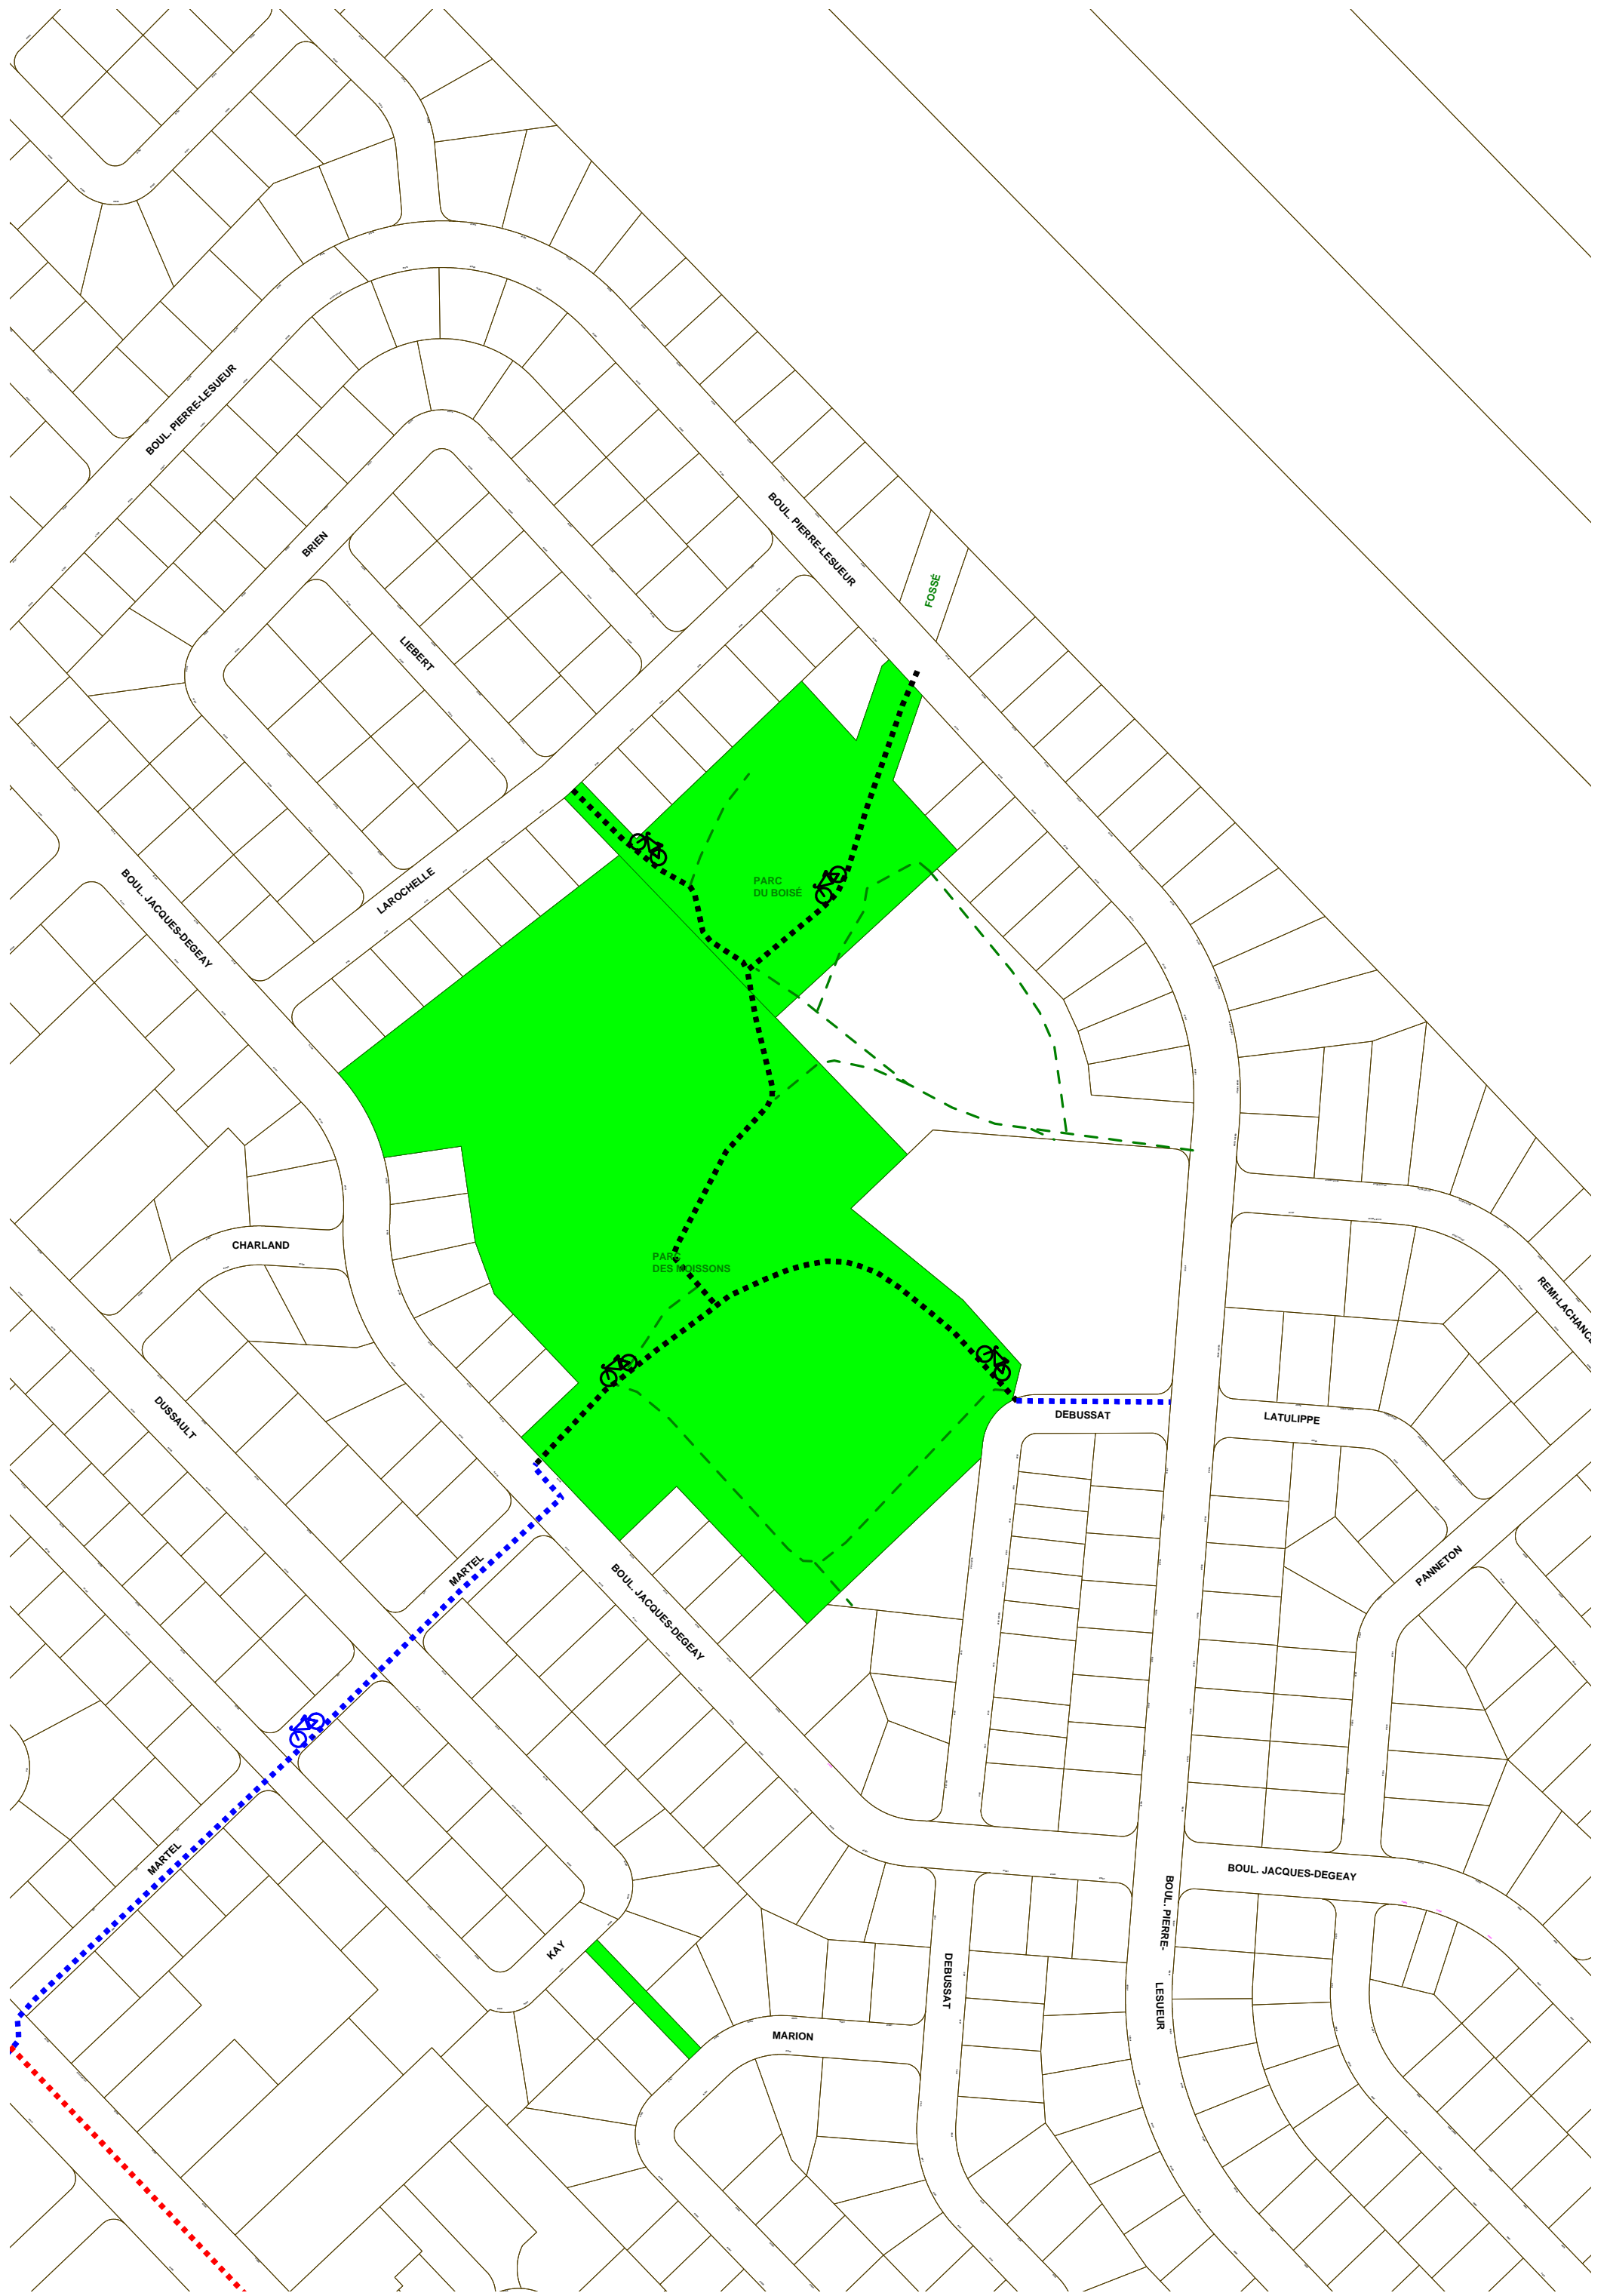 BOUL. PIERRE-LESUEUR
BOUL. PIERRE-LESUEUR
BRIEN
FOSSÉ
LIEBERT
PARC
DU BOISÉ
LAROCHELLE
BOUL. JACQUES-DEGEAY
CHARLAND
PARC
DES MOISSONS
REMI-LACHANC
DUSSAULT
DEBUSSAT
LATULIPPE
MARTEL
PANNETON
BOUL. JACQUES-DEGEAY
MARTEL
BOUL. JACQUES-DEGEAY
BOUL. PIERRE-
LESUEUR
KAY
DEBUSSAT
MARION